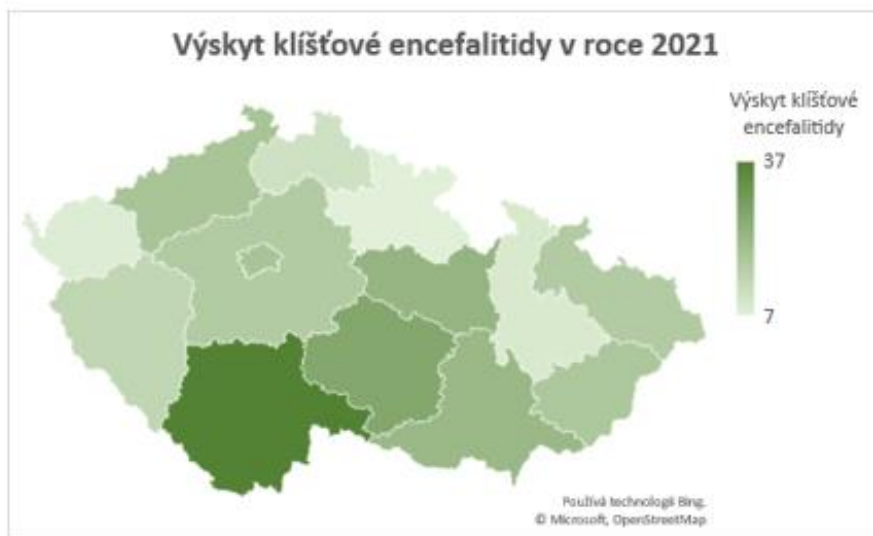 Výskyt klíšťové encefalitidy v roce 2021
Výskyt klíšťové
encefalitidy
37
7
Používá technologii Bing.
© Microsoft, OpenStreetMap